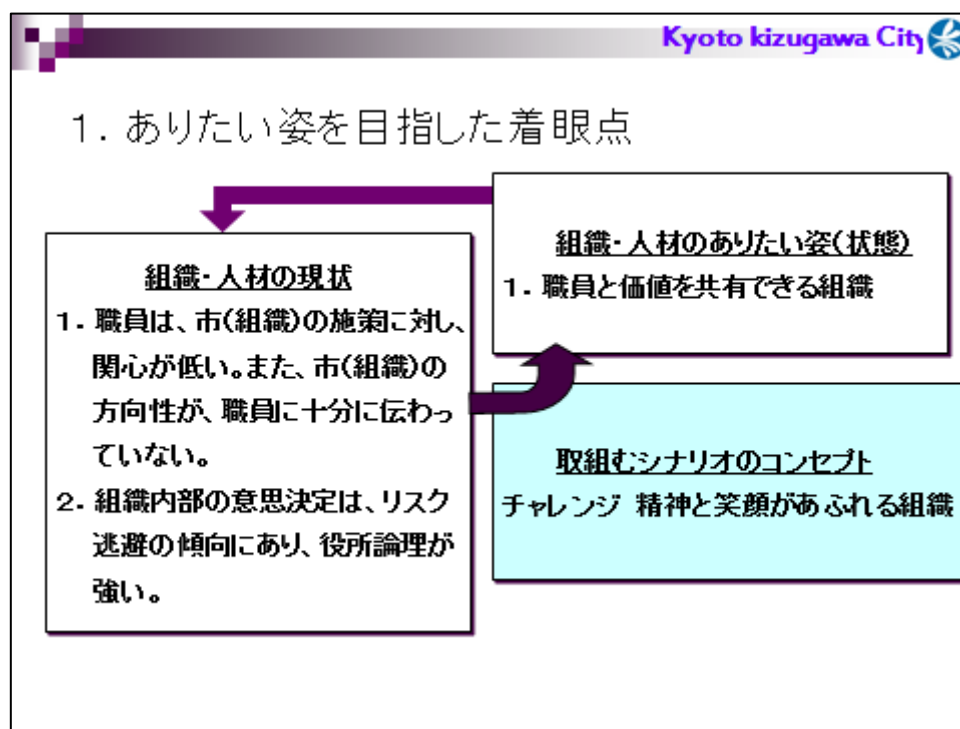 Kyoto kizugawa City
1. ありたい姿を目指した着眼点
組織・人材の現状
1. 職員は、市(組織)の施策に対し、
関心が低い。また、市(組織)の
方向性が、職員に十分に伝わっ
ていない。
2. 組織内部の意思決定は、リスク
逃避の傾向にあり、役所論理が
強い。
組織・人材のありたい姿(状態)
1. 職員と価値を共有できる組織
取組むシナリオのコンセプト
チャレンジ 精神と笑顔があふれる組織